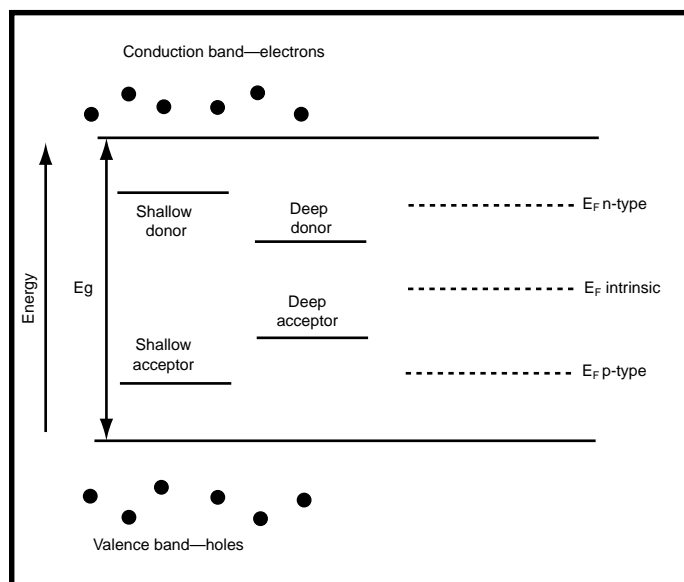 Conduction band—electrons
Shallow
donor
Deep
donor
E_F n-type
Energy
Eg
E_F intrinsic
Deep
acceptor
Shallow
acceptor
E_F p-type
Valence band—holes